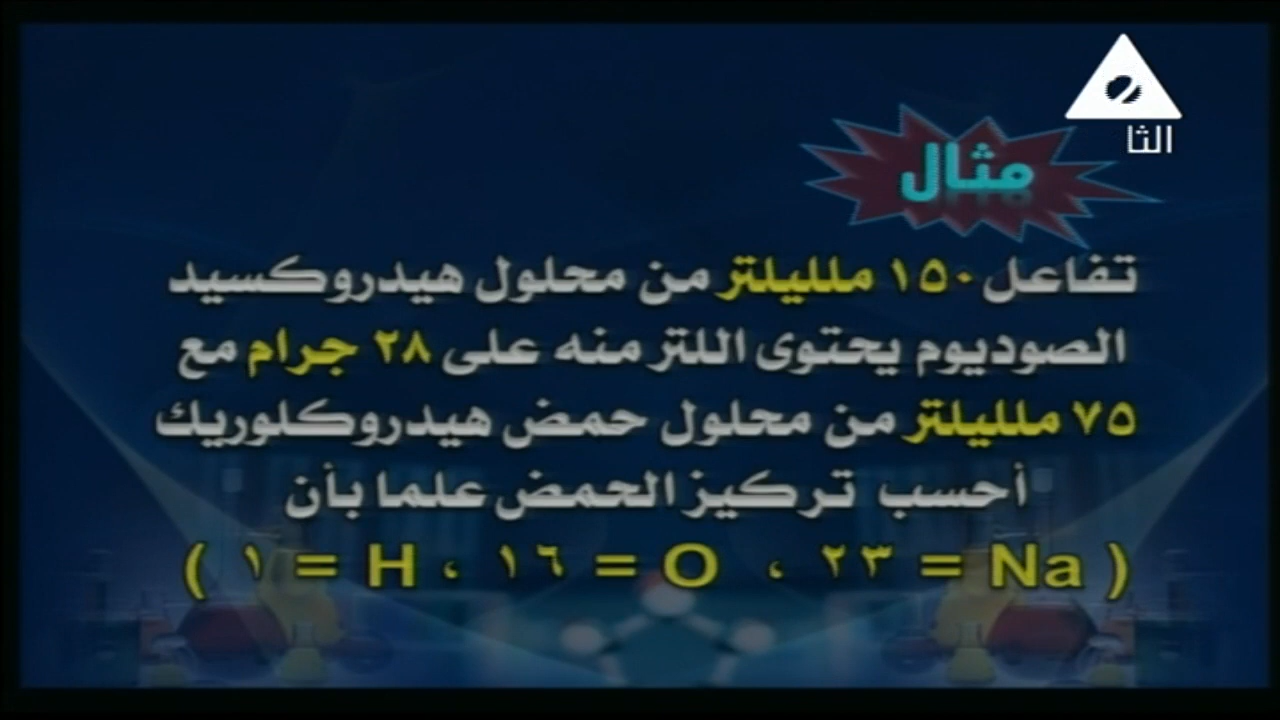 الثا
مثال
تفاعل ١٥٠ ملليلتر من محلول هيدروكسيد
الصوديوم يحتوى اللتر منه على ٢٨ جرام مع
٧٥ ملليلتر من محلول حمض هيدروكلوريك
أحسب تركيز الحمض علما بأن
( Na = ٢٣ ، O = ١٦ ، H = ١ )